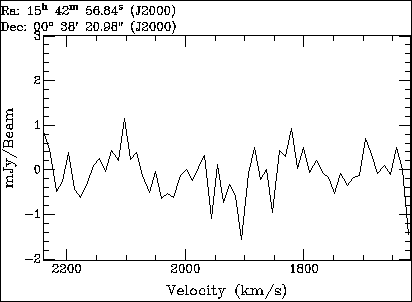 Ra: 15ʰ 42ᵐ 56.84ˢ (J2000)
Dec: 00° 38' 20.98" (J2000)
3
2
1
0
−1
−2
mJy/Beam
2200 2000 1800
Velocity (km/s)